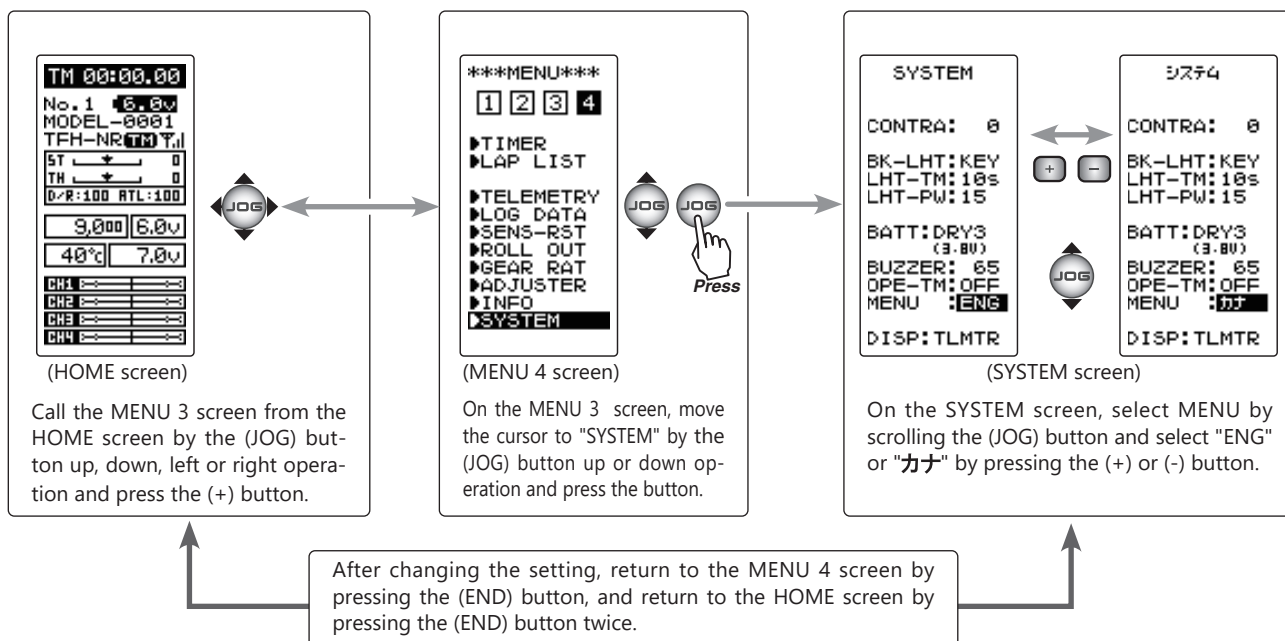 TM 00:00.00
No.1 6.0v
MODEL-0001
TFH-NR TM
ST 0
TH 0
D/R:100 ATL:100
9,000 6.0v
40°c 7.0v
CH1
CH2
CH3
CH4
JOG
(HOME screen)
Call the MENU 3 screen from the
HOME screen by the (JOG) but-
ton up, down, left or right opera-
tion and press the (+) button.
***MENU***
1 2 3 4
TIMER
LAP LIST
TELEMETRY
LOG DATA
SENS-RST
ROLL OUT
GEAR RAT
ADJUSTER
INFO
SYSTEM
JOG JOG
Press
(MENU 4 screen)
On the MENU 3 screen, move
the cursor to "SYSTEM" by the
(JOG) button up or down op-
eration and press the button.
SYSTEM
CONTRA: 0
BK-LHT:KEY
LHT-TM:10s
LHT-PW:15
BATT:DRY3
(3.8V)
BUZZER: 65
OPE-TM:OFF
MENU :ENG
DISP:TLMTR
+ -
JOG
システム
CONTRA: 0
BK-LHT:KEY
LHT-TM:10s
LHT-PW:15
BATT:DRY3
(3.8V)
BUZZER: 65
OPE-TM:OFF
MENU :カナ
DISP:TLMTR
(SYSTEM screen)
On the SYSTEM screen, select MENU by
scrolling the (JOG) button and select "ENG"
or "カナ" by pressing the (+) or (-) button.
After changing the setting, return to the MENU 4 screen by
pressing the (END) button, and return to the HOME screen by
pressing the (END) button twice.